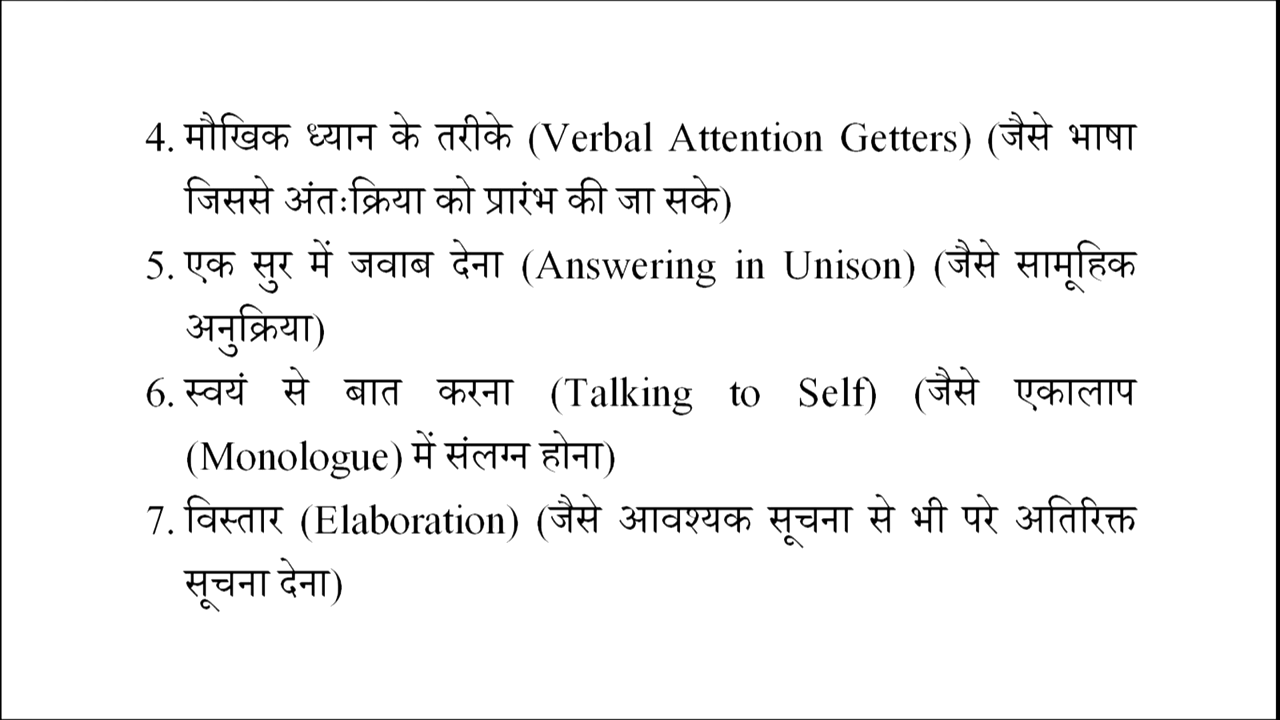 4. मौखिक ध्यान के तरीके (Verbal Attention Getters) (जैसे भाषा
जिससे अंतःक्रिया को प्रारंभ की जा सके)
5. एक सुर में जवाब देना (Answering in Unison) (जैसे सामूहिक
अनुक्रिया)
6. स्वयं से बात करना (Talking to Self) (जैसे एकालाप
(Monologue) में संलग्न होना)
7. विस्तार (Elaboration) (जैसे आवश्यक सूचना से भी परे अतिरिक्त
सूचना देना)